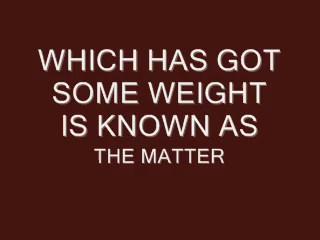 WHICH HAS GOT
SOME WEIGHT
IS KNOWN AS
THE MATTER